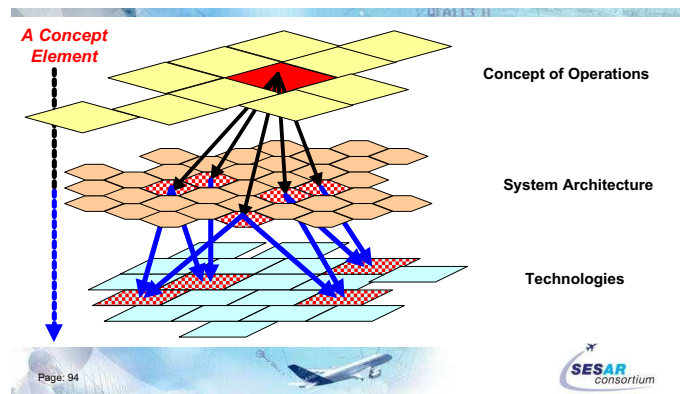 A Concept
Element
Concept of Operations
System Architecture
Technologies
Page: 94
SESAR
consortium